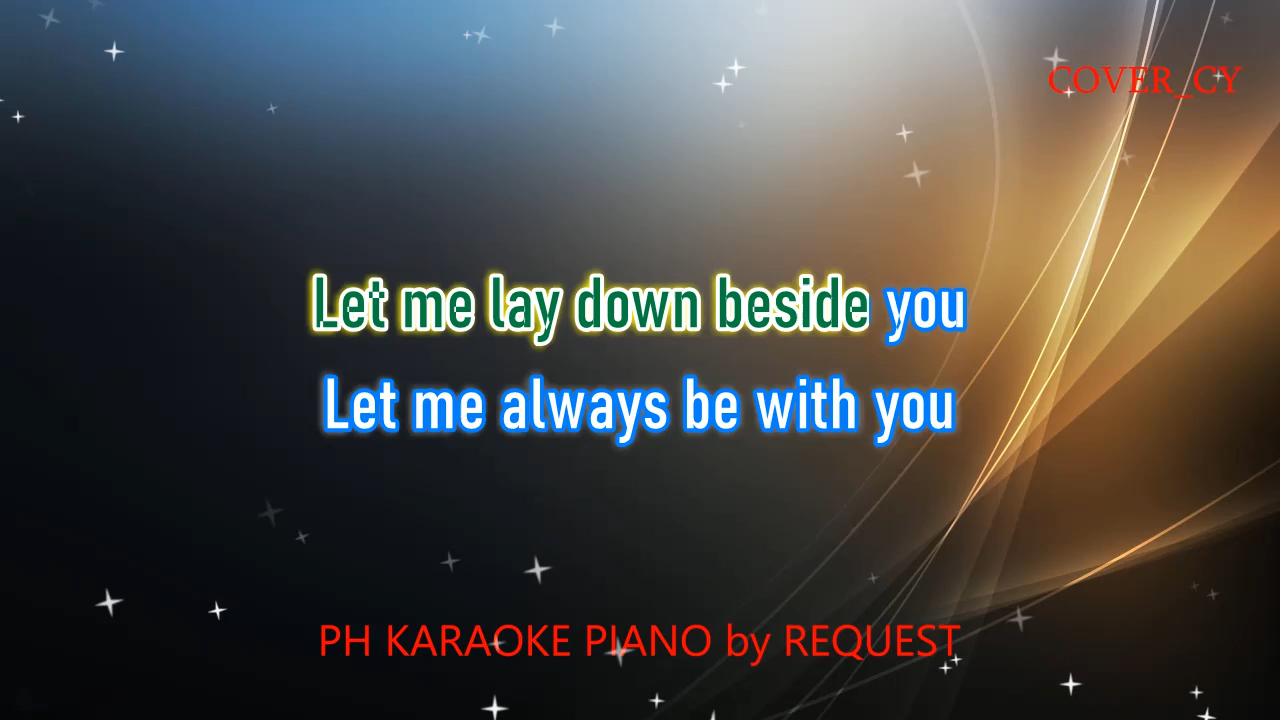 COVER_CY
Let me lay down beside you
Let me always be with you
PH KARAOKE PIANO by REQUEST